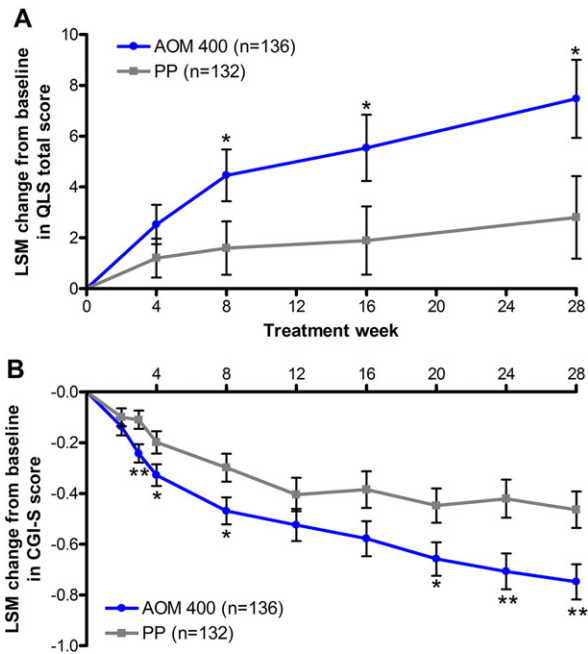 A
LSM change from baseline
in QLS total score
10
8
6
4
2
0
AOM 400 (n=136)
PP (n=132)
*
*
*
0 4 8 12 16 20 24 28
Treatment week
B
4 8 12 16 20 24 28
LSM change from baseline
in CGI-S score
-0.0
-0.2
-0.4
-0.6
-0.8
-1.0
**
*
*
*
**
**
AOM 400 (n=136)
PP (n=132)